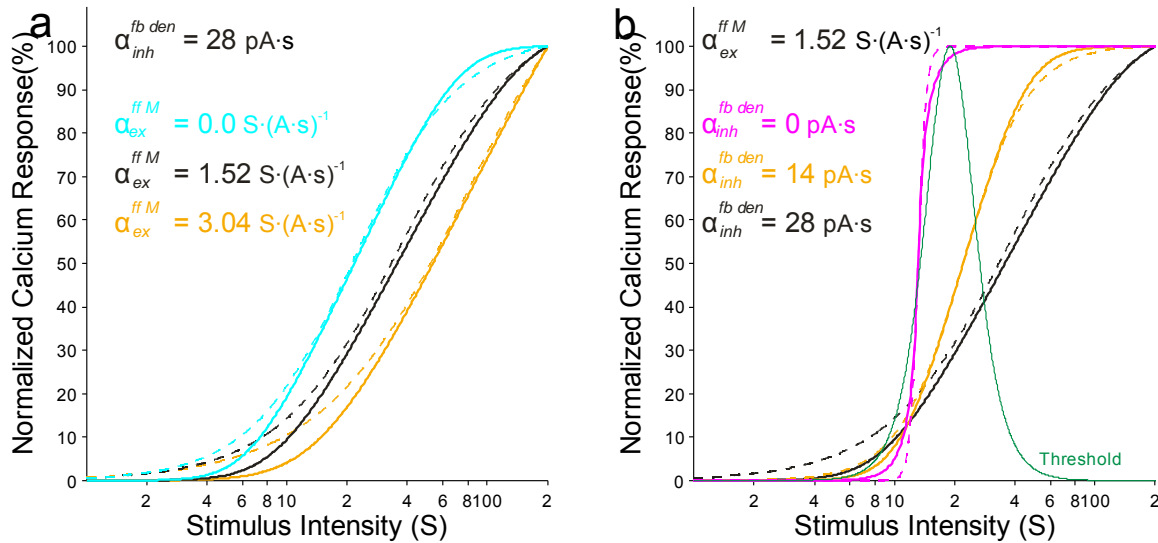 a
α_ex^fb den
α_inh^fb den = 28 pA·s
α_ex^ff M = 0.0 S·(A·s)^-1
α_ex^ff M = 1.52 S·(A·s)^-1
α_ex^ff M = 3.04 S·(A·s)^-1
Normalized Calcium Response(%)
100
90
80
70
60
50
40
30
20
10
0
2 4 6 8 10 2 4 6 8 100 2
Stimulus Intensity (S)
b
α_ex^ff M = 1.52 S·(A·s)^-1
α_inh^fb den = 0 pA·s
α_inh^fb den = 14 pA·s
α_inh^fb den = 28 pA·s
Threshold
Normalized Calcium Response(%)
100
90
80
70
60
50
40
30
20
10
0
2 4 6 8 10 2 4 6 8 100 2
Stimulus Intensity (S)